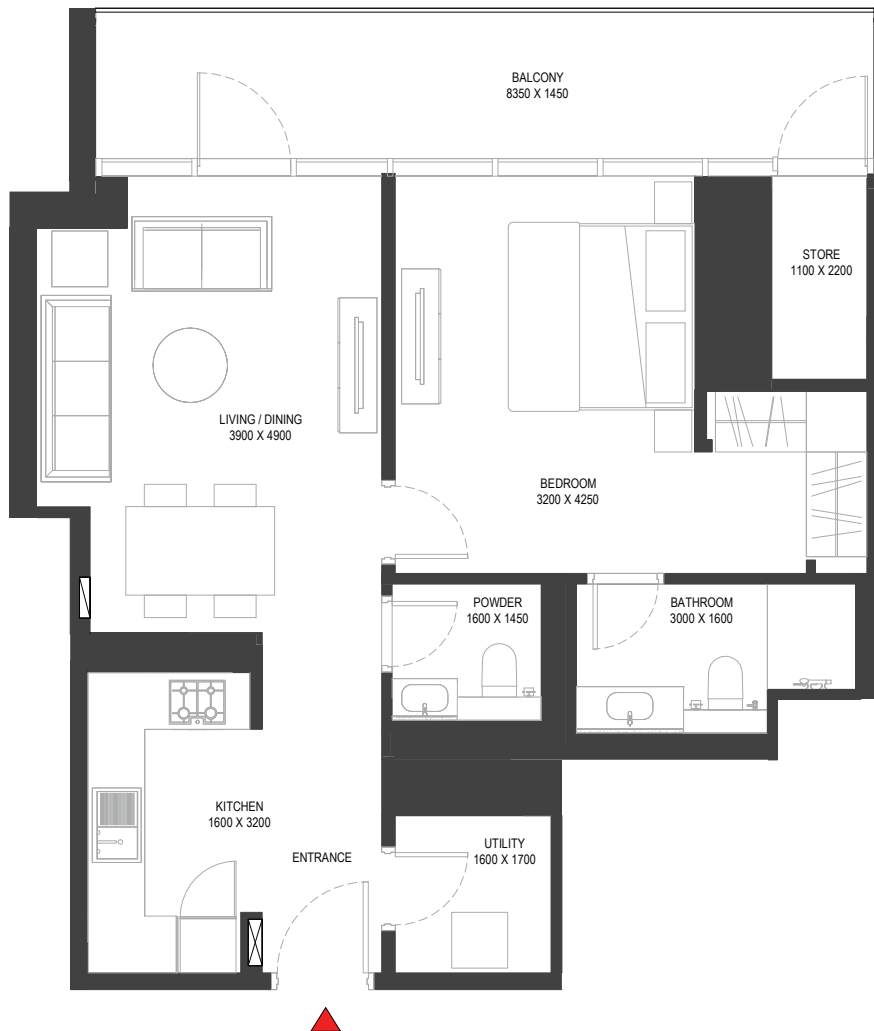 BALCONY
8350 X 1450
STORE
1100 X 2200
LIVING / DINING
3900 X 4900
BEDROOM
3200 X 4250
POWDER
1600 X 1450
BATHROOM
3000 X 1600
KITCHEN
1600 X 3200
UTILITY
1600 X 1700
ENTRANCE